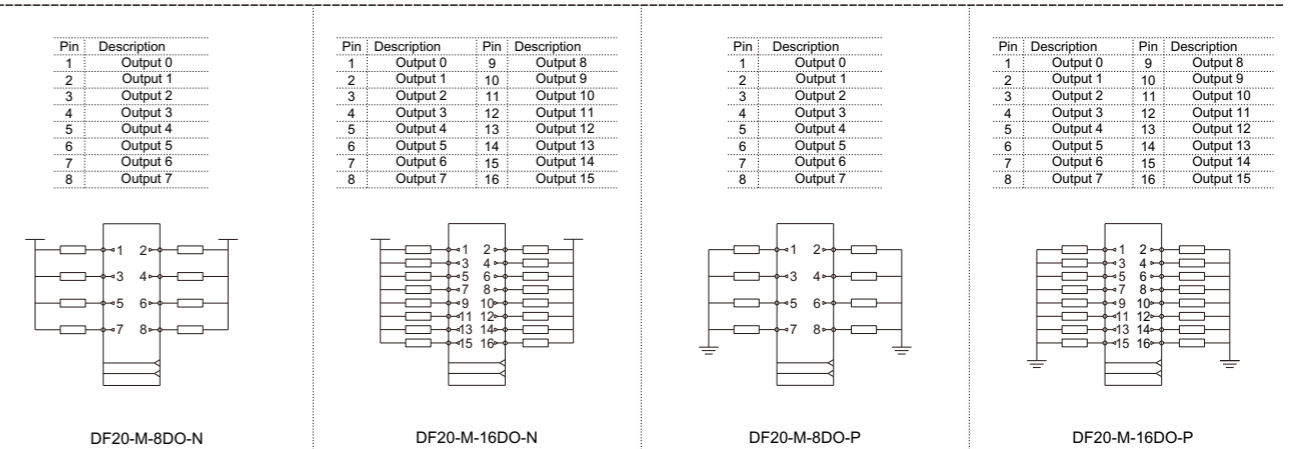 Pin Description
1 Output 0
2 Output 1
3 Output 2
4 Output 3
5 Output 4
6 Output 5
7 Output 6
8 Output 7
1 2
3 4
5 6
7 8
DF20-M-8DO-N
Pin Description Pin Description
1 Output 0 9 Output 8
2 Output 1 10 Output 9
3 Output 2 11 Output 10
4 Output 3 12 Output 11
5 Output 4 13 Output 12
6 Output 5 14 Output 13
7 Output 6 15 Output 14
8 Output 7 16 Output 15
1 2
3 4
5 6
7 8
9 10
11 12
13 14
15 16
DF20-M-16DO-N
Pin Description
1 Output 0
2 Output 1
3 Output 2
4 Output 3
5 Output 4
6 Output 5
7 Output 6
8 Output 7
1 2
3 4
5 6
7 8
DF20-M-8DO-P
Pin Description Pin Description
1 Output 0 9 Output 8
2 Output 1 10 Output 9
3 Output 2 11 Output 10
4 Output 3 12 Output 11
5 Output 4 13 Output 12
6 Output 5 14 Output 13
7 Output 6 15 Output 14
8 Output 7 16 Output 15
1 2
3 4
5 6
7 8
9 10
11 12
13 14
15 16
DF20-M-16DO-P